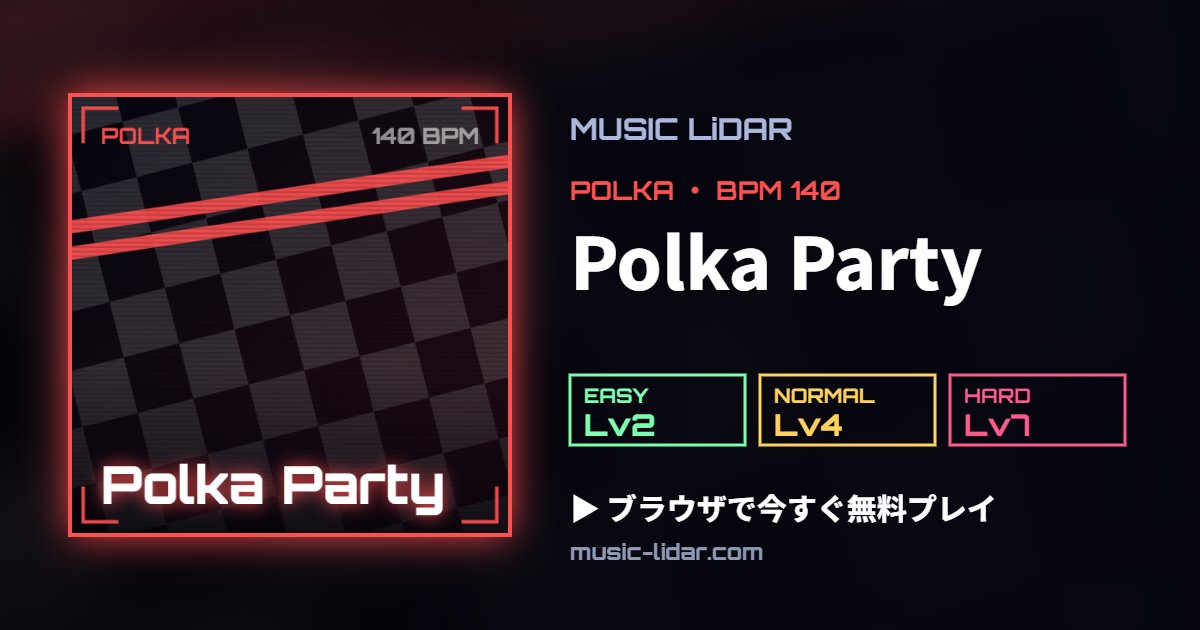 POLKA
140 BPM
Polka Party
MUSIC LiDAR
POLKA • BPM 140
Polka Party
EASY
Lv2
NORMAL
Lv4
HARD
Lv7
▶ ブラウザで今すぐ無料プレイ
music-lidar.com